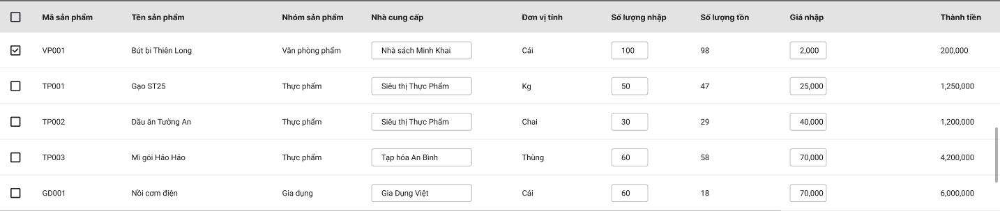 Mã sản phẩm Tên sản phẩm Nhóm sản phẩm Nhà cung cấp Đơn vị tính Số lượng nhập Số lượng tồn Giá nhập Thành tiền
VP001 Bút bi Thiên Long Văn phòng phẩm Nhà sách Minh Khai Cái 100 98 2,000 200,000
TP001 Gạo ST25 Thực phẩm Siêu thị Thực Phẩm Kg 50 47 25,000 1,250,000
TP002 Dầu ăn Tường An Thực phẩm Siêu thị Thực Phẩm Chai 30 29 40,000 1,200,000
TP003 Mì gói Hảo Hảo Thực phẩm Tạp hóa An Bình Thùng 60 58 70,000 4,200,000
GD001 Nồi cơm điện Gia dụng Gia Dụng Việt Cái 60 18 70,000 6,000,000